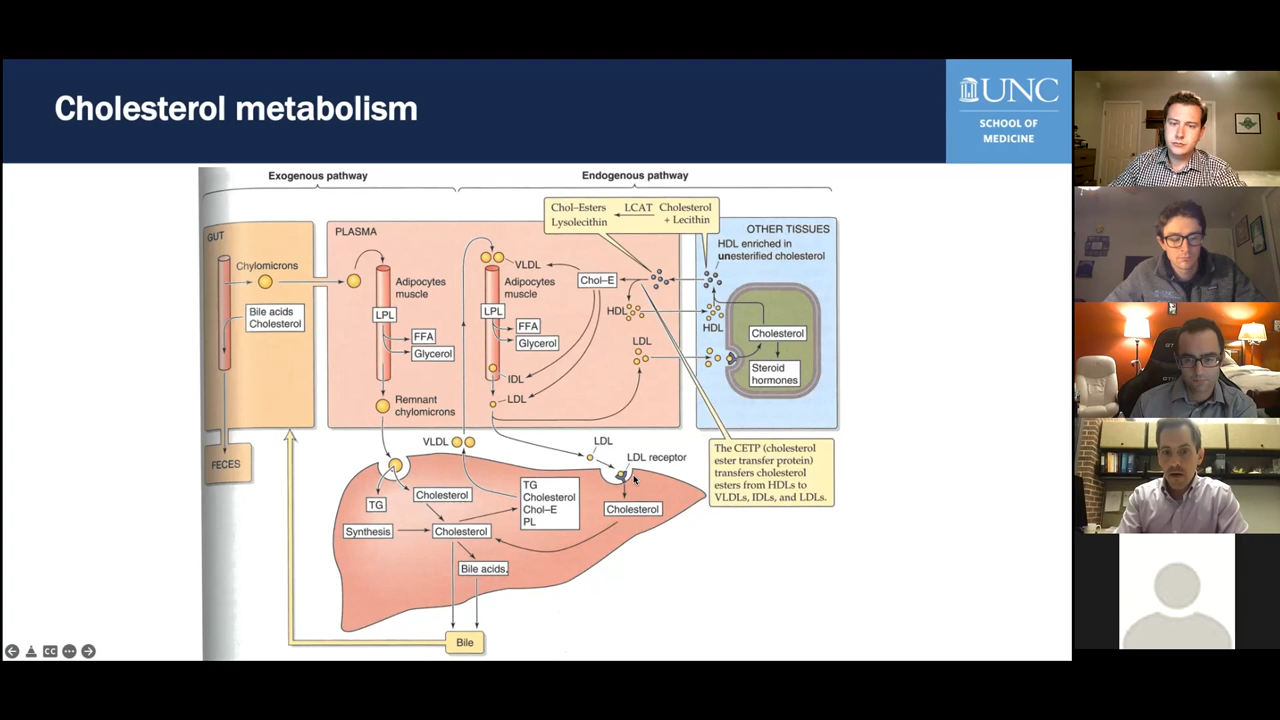 Cholesterol metabolism
UNC
SCHOOL OF
MEDICINE
Exogenous pathway
Endogenous pathway
GUT
Chylomicrons
Bile acids
Cholesterol
FECES
PLASMA
Adipocytes
muscle
LPL
FFA
Glycerol
Remnant
chylomicrons
VLDL
Adipocytes
muscle
LPL
FFA
Glycerol
IDL
LDL
Chol–E
HDL
LDL
Chol–Esters
Lysolecithin
LCAT
Cholesterol
+ Lecithin
OTHER TISSUES
HDL enriched in
unesterified cholesterol
HDL
Cholesterol
Steroid
hormones
VLDL
LDL
LDL receptor
TG
Cholesterol
Synthesis
Cholesterol
TG
Cholesterol
Chol–E
PL
Cholesterol
Bile acids.
Bile
The CETP (cholesterol
ester transfer protein)
transfers cholesterol
esters from HDLs to
VLDLs, IDLs, and LDLs.
CC